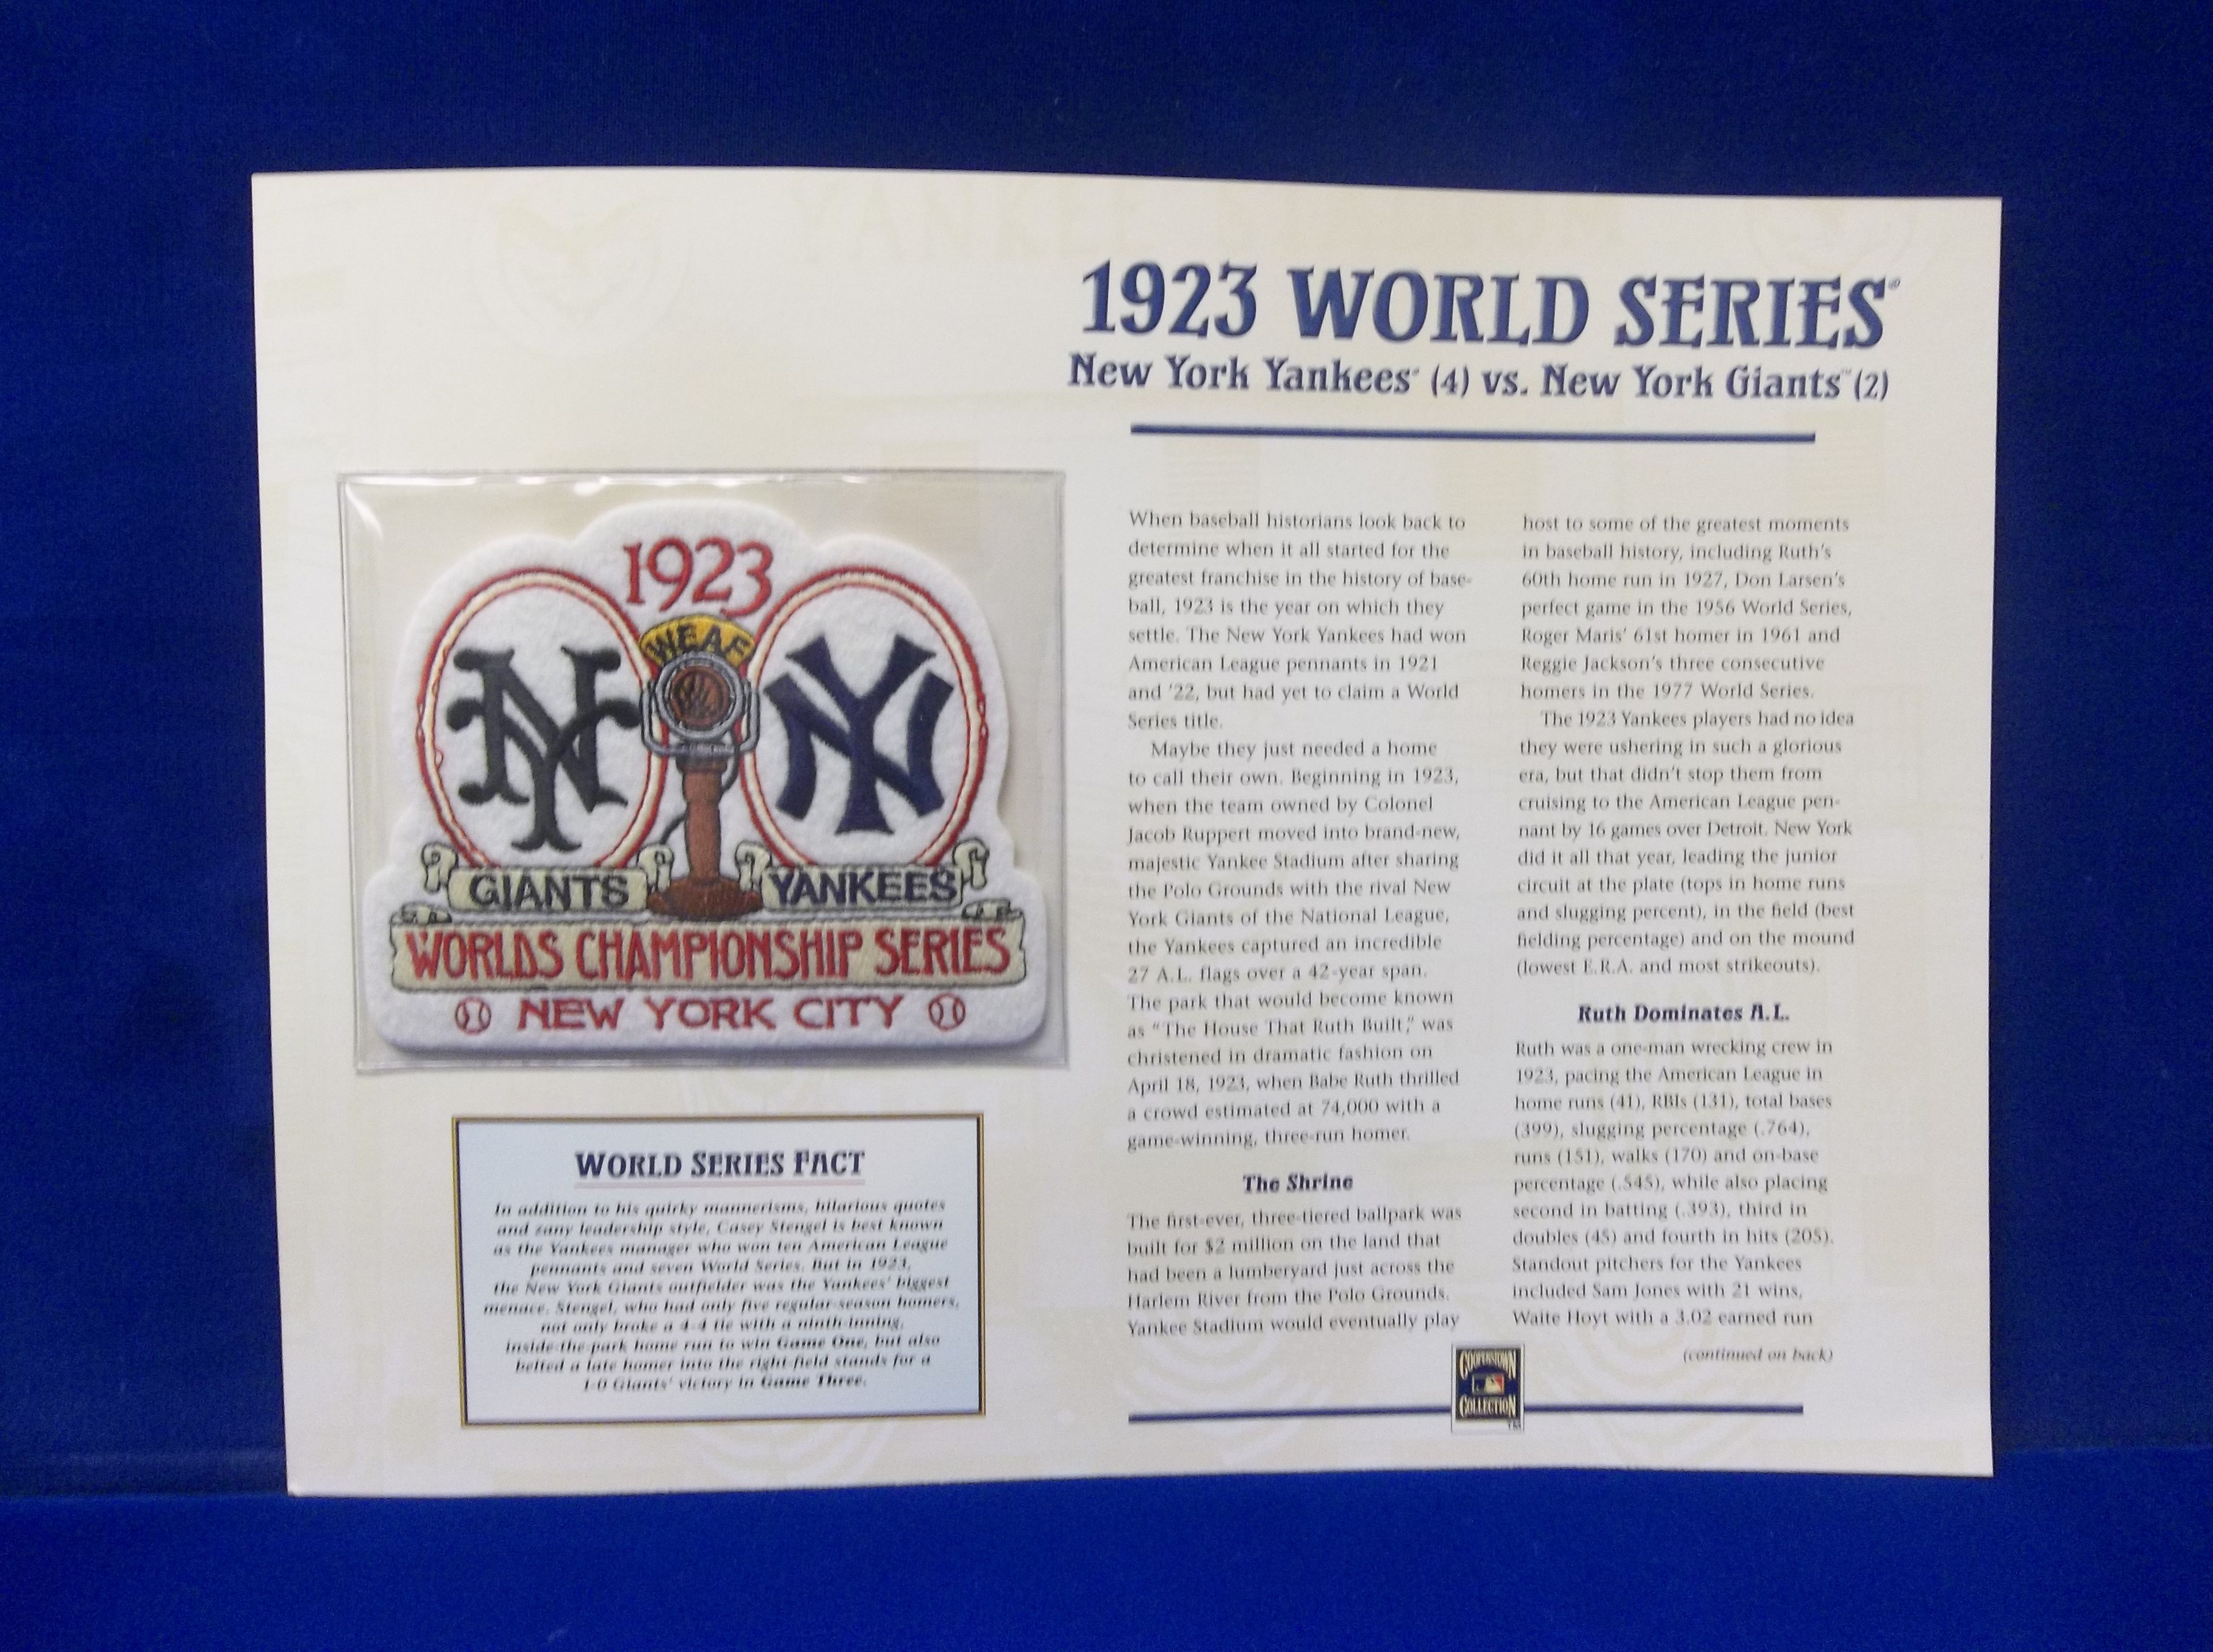 1923 WORLD SERIES®
New York Yankees® (4) vs. New York Giants™ (2)
1923
WEAF
NY
NY
GIANTS
YANKEES
WORLDS CHAMPIONSHIP SERIES
NEW YORK CITY
WORLD SERIES FACT
In addition to his quirky mannerisms, hilarious quotes
and zany leadership style, Casey Stengel is best known
as the Yankees manager who won ten American League
pennants and seven World Series. But in 1923,
the New York Giants outfielder was the Yankees' biggest
menace. Stengel, who had only five regular-season homers,
not only broke a 4-4 tie with a ninth-inning,
inside-the-park home run to win Game One, but also
belted a late homer into the right-field stands for a
1-0 Giants' victory in Game Three.
When baseball historians look back to
determine when it all started for the
greatest franchise in the history of base-
ball, 1923 is the year on which they
settle. The New York Yankees had won
American League pennants in 1921
and '22, but had yet to claim a World
Series title.
Maybe they just needed a home
to call their own. Beginning in 1923,
when the team owned by Colonel
Jacob Ruppert moved into brand-new,
majestic Yankee Stadium after sharing
the Polo Grounds with the rival New
York Giants of the National League,
the Yankees captured an incredible
27 A.L. flags over a 42-year span.
The park that would become known
as "The House That Ruth Built," was
christened in dramatic fashion on
April 18, 1923, when Babe Ruth thrilled
a crowd estimated at 74,000 with a
game-winning, three-run homer.
The Shrine
The first-ever, three-tiered ballpark was
built for $2 million on the land that
had been a lumberyard just across the
Harlem River from the Polo Grounds.
Yankee Stadium would eventually play
host to some of the greatest moments
in baseball history, including Ruth's
60th home run in 1927, Don Larsen's
perfect game in the 1956 World Series,
Roger Maris' 61st homer in 1961 and
Reggie Jackson's three consecutive
homers in the 1977 World Series.
The 1923 Yankees players had no idea
they were ushering in such a glorious
era, but that didn't stop them from
cruising to the American League pen-
nant by 16 games over Detroit. New York
did it all that year, leading the junior
circuit at the plate (tops in home runs
and slugging percent), in the field (best
fielding percentage) and on the mound
(lowest E.R.A. and most strikeouts).
Ruth Dominates A.L.
Ruth was a one-man wrecking crew in
1923, pacing the American League in
home runs (41), RBIs (131), total bases
(399), slugging percentage (.764),
runs (151), walks (170) and on-base
percentage (.545), while also placing
second in batting (.393), third in
doubles (45) and fourth in hits (205).
Standout pitchers for the Yankees
included Sam Jones with 21 wins,
Waite Hoyt with a 3.02 earned run
(continued on back)
COOPERSTOWN
COLLECTION
TM